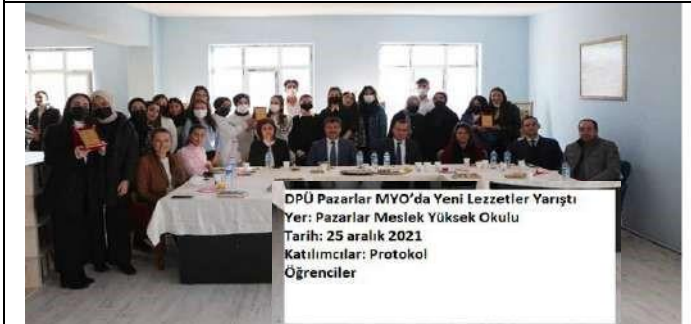 DPÜ Pazarlar MYO’da Yeni Lezzetler Yarıştı
Yer: Pazarlar Meslek Yüksek Okulu
Tarih: 25 aralık 2021
Katılımcılar: Protokol
Öğrenciler